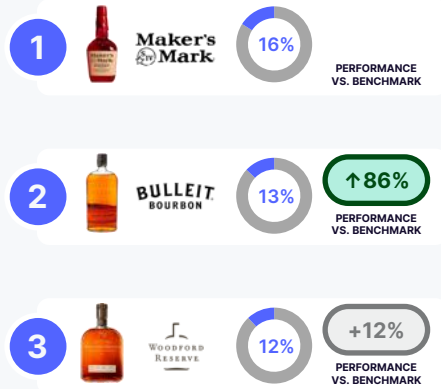 1
Maker's
Mark
16%
PERFORMANCE
VS. BENCHMARK
2
BULLEIT
BOURBON
13%
↑86%
PERFORMANCE
VS. BENCHMARK
3
WOODFORD
RESERVE
12%
+12%
PERFORMANCE
VS. BENCHMARK